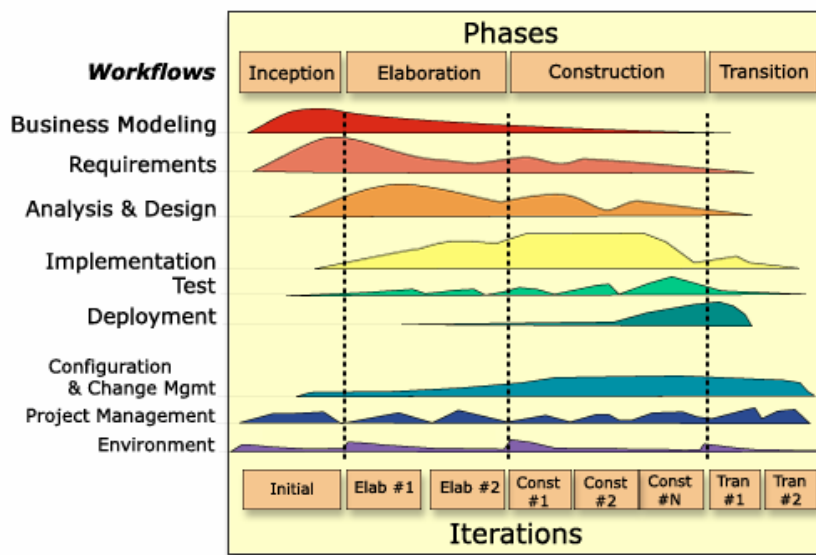 Phases
Workflows
Inception
Elaboration
Construction
Transition
Business Modeling
Requirements
Analysis & Design
Implementation
Test
Deployment
Configuration
& Change Mgmt
Project Management
Environment
Initial
Elab #1
Elab #2
Const
#1
Const
#2
Const
#N
Tran
#1
Tran
#2
Iterations